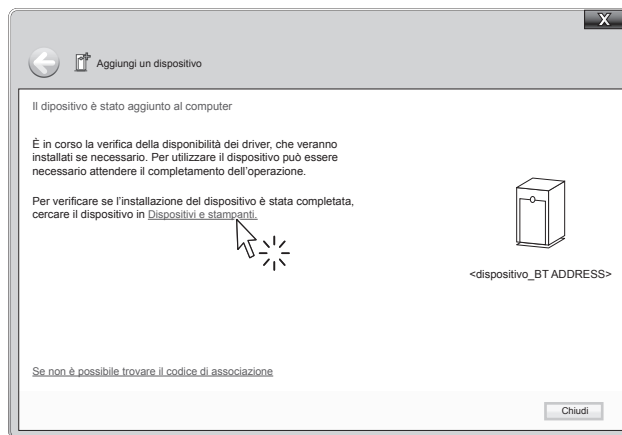 X
Aggiungi un dispositivo
Il dipositivo è stato aggiunto al computer
È in corso la verifica della disponibilità dei driver, che veranno
installati se necessario. Per utilizzare il dispositivo può essere
necessario attendere il completamento dell'operazione.
Per verificare se l'installazione del dispositivo è stata completata,
cercare il dispositivo in Dispositivi e stampanti.
<dispositivo_BT ADDRESS>
Se non è possibile trovare il codice di associazione
Chiudi